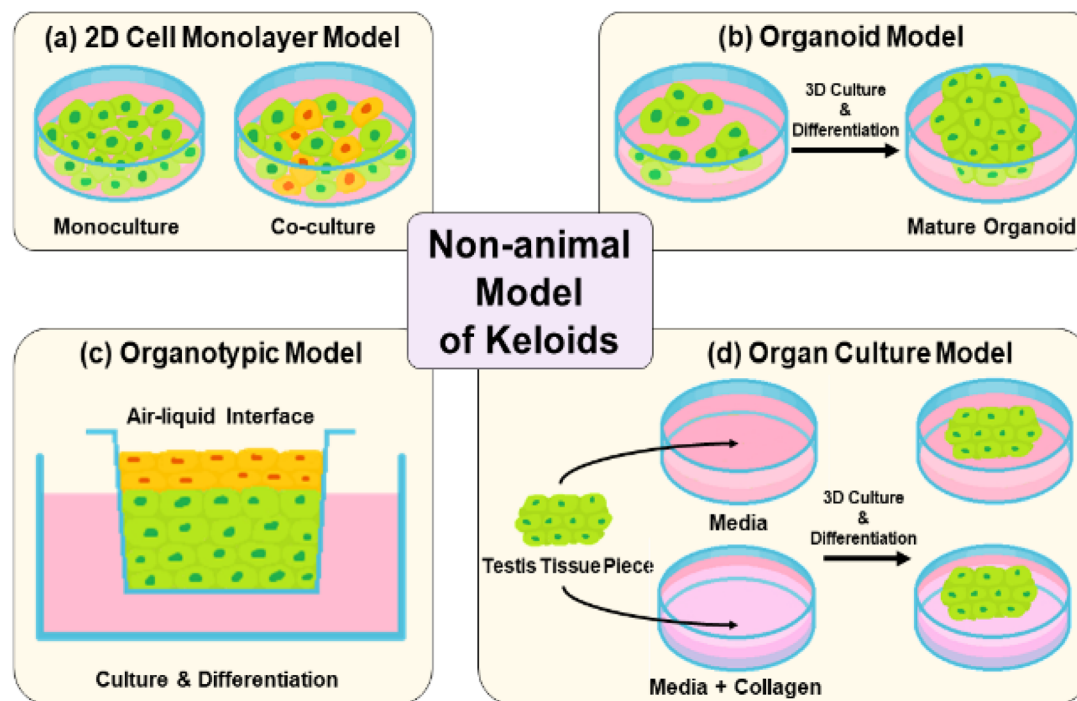 (a) 2D Cell Monolayer Model
Monoculture
Co-culture
(b) Organoid Model
3D Culture
&
Differentiation
Mature Organoid
Non-animal
Model
of Keloids
(c) Organotypic Model
Air-liquid Interface
Culture & Differentiation
(d) Organ Culture Model
Testis Tissue Piece
Media
Media + Collagen
3D Culture
&
Differentiation